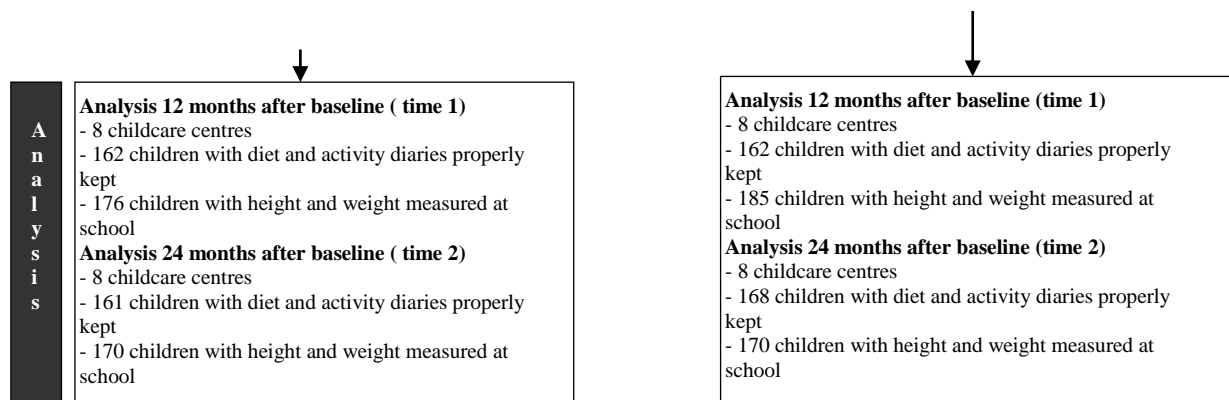 Analysis
Analysis 12 months after baseline ( time 1)
- 8 childcare centres
- 162 children with diet and activity diaries properly
kept
- 176 children with height and weight measured at
school
Analysis 24 months after baseline ( time 2)
- 8 childcare centres
- 161 children with diet and activity diaries properly
kept
- 170 children with height and weight measured at
school
Analysis 12 months after baseline (time 1)
- 8 childcare centres
- 162 children with diet and activity diaries properly
kept
- 185 children with height and weight measured at
school
Analysis 24 months after baseline (time 2)
- 8 childcare centres
- 168 children with diet and activity diaries properly
kept
- 170 children with height and weight measured at
school